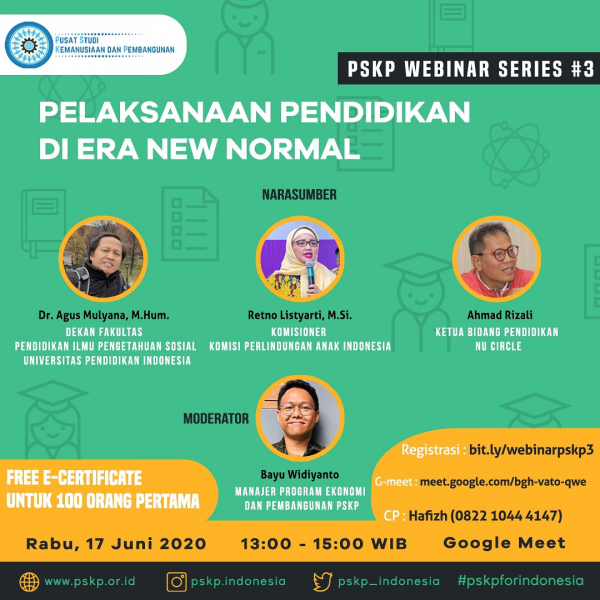 PUSAT STUDI
KEMANUSIAAN DAN PEMBANGUNAN
PSKP WEBINAR SERIES #3
PELAKSANAAN PENDIDIKAN
DI ERA NEW NORMAL
NARASUMBER
Dr. Agus Mulyana, M.Hum.
DEKAN FAKULTAS
PENDIDIKAN ILMU PENGETAHUAN SOSIAL
UNIVERSITAS PENDIDIKAN INDONESIA
Retno Listyarti, M.Si.
KOMISIONER
KOMISI PERLINDUNGAN ANAK INDONESIA
Ahmad Rizali
KETUA BIDANG PENDIDIKAN
NU CIRCLE
MODERATOR
Bayu Widiyanto
MANAJER PROGRAM EKONOMI
DAN PEMBANGUNAN PSKP
FREE E-CERTIFICATE
UNTUK 100 ORANG PERTAMA
Registrasi : bit.ly/webinarpskp3
G-meet : meet.google.com/bgh-vato-qwe
CP : Hafizh (0822 1044 4147)
Rabu, 17 Juni 2020 13:00 - 15:00 WIB Google Meet
www.pskp.or.id pskp.indonesia pskp_indonesia #pskpforindonesia